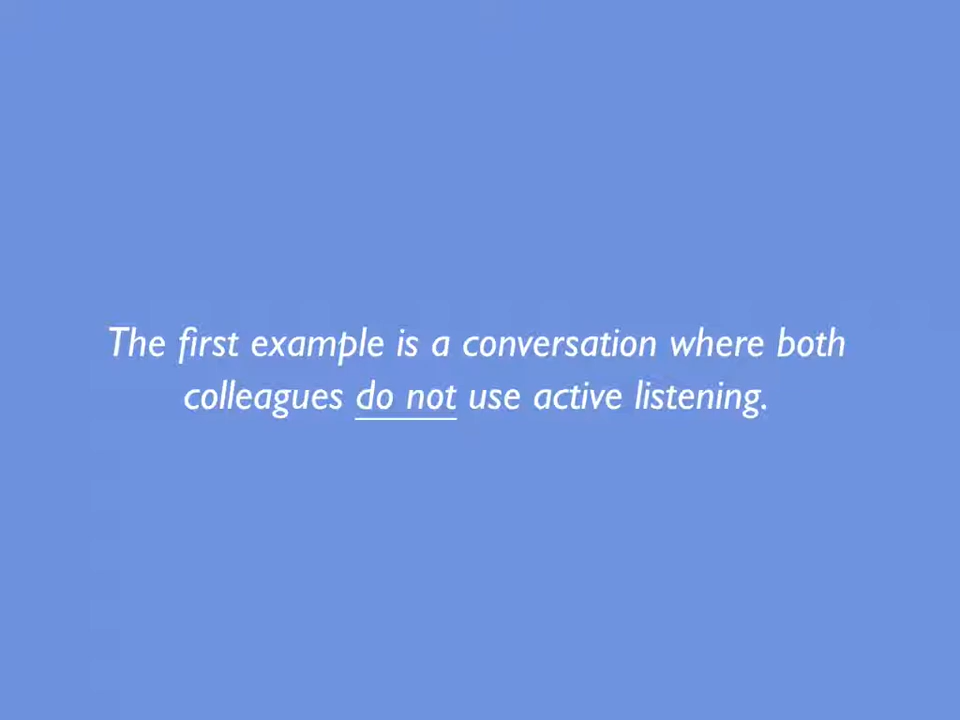 The first example is a conversation where both
colleagues do not use active listening.